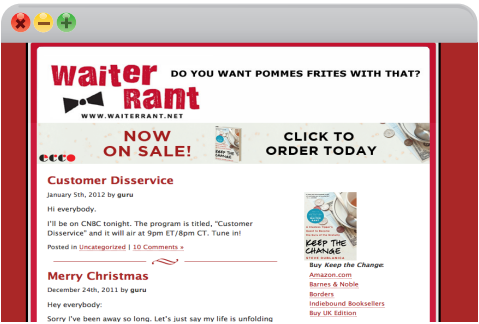 Waiter
Rant
DO YOU WANT POMMES FRITES WITH THAT?
WWW.WAITERRANT.NET
NOW
ON SALE!
ecco
KEEP THE
CHANGE
CLICK TO
ORDER TODAY
Customer Disservice
January 5th, 2012 by guru
Hi everybody.
I'll be on CNBC tonight. The program is titled, "Customer
Disservice" and it will air at 9pm ET/8pm CT. Tune in!
Posted in Uncategorized | 10 Comments »
Merry Christmas
December 24th, 2011 by guru
Hey everybody:
Sorry I've been away so long. Let's just say my life is unfolding
KEEP THE
CHANGE
Buy Keep the Change:
Amazon.com
Barnes & Noble
Borders
Indiebound Booksellers
Buy UK Edition